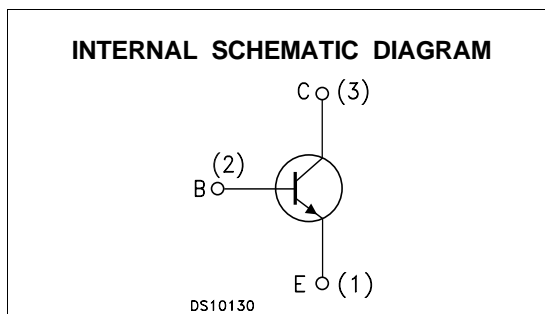 INTERNAL SCHEMATIC DIAGRAM
C (3)
(2)
B
E (1)
DS10130